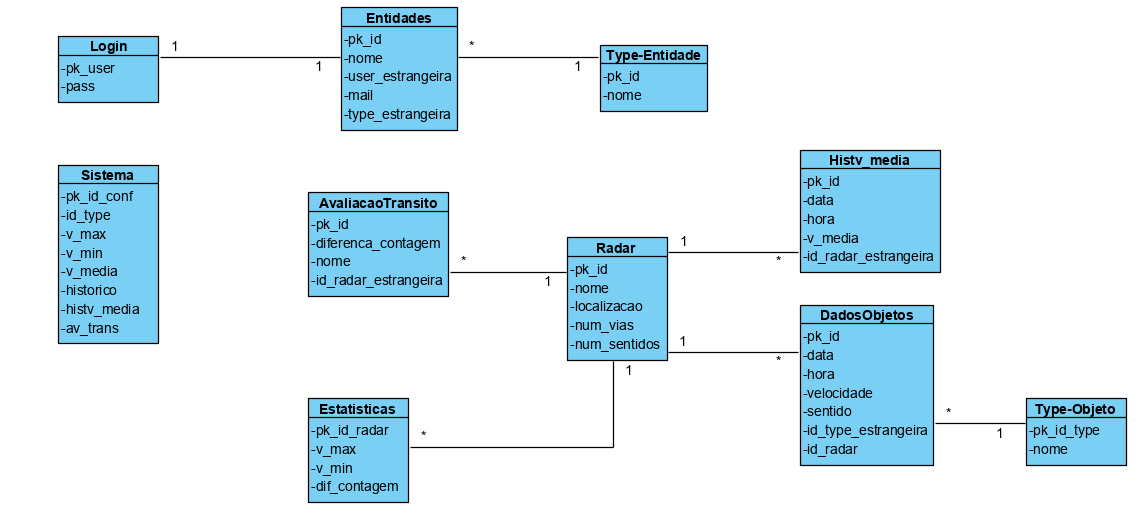 Login
-pk_user
-pass
1
1
Entidades
-pk_id
-nome
-user_estrangeira
-mail
-type_estrangeira
*
1
Type-Entidade
-pk_id
-nome
Sistema
-pk_id_conf
-id_type
-v_max
-v_min
-v_media
-historico
-histv_media
-av_trans
AvaliacaoTransito
-pk_id
-diferenca_contagem
-nome
-id_radar_estrangeira
*
1
Radar
-pk_id
-nome
-localizacao
-num_vias
-num_sentidos
1
*
Histv_media
-pk_id
-data
-hora
-v_media
-id_radar_estrangeira
1
*
DadosObjetos
-pk_id
-data
-hora
-velocidade
-sentido
-id_type_estrangeira
-id_radar
*
1
Type-Objeto
-pk_id_type
-nome
1
*
Estatisticas
-pk_id_radar
-v_max
-v_min
-dif_contagem